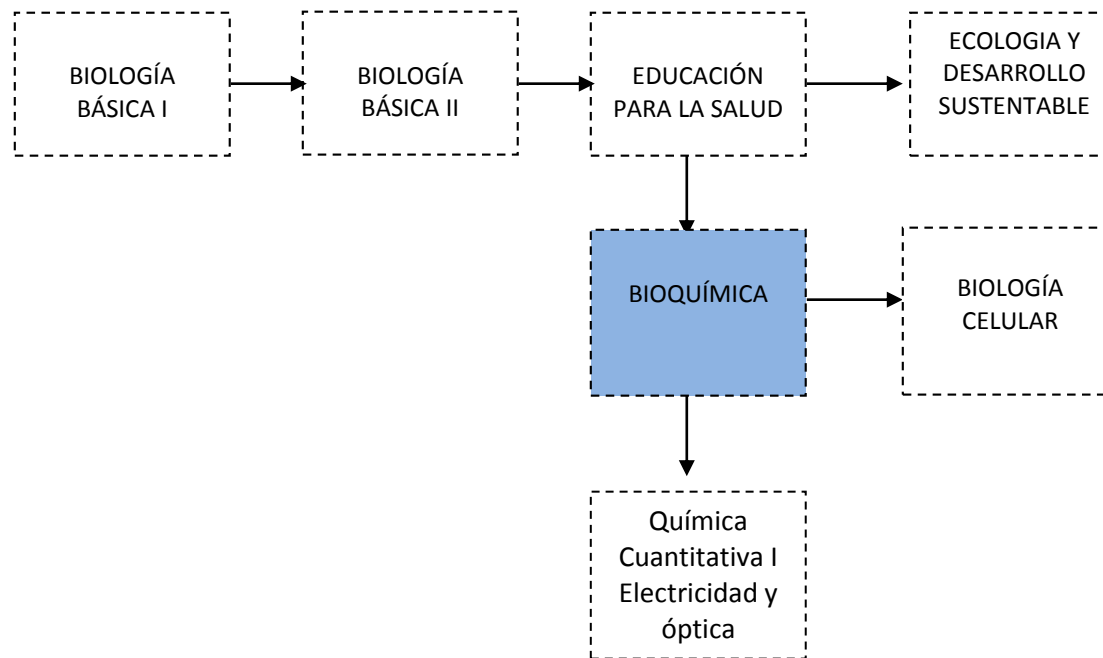 BIOLOGÍA
BÁSICA I
BIOLOGÍA
BÁSICA II
EDUCACIÓN
PARA LA SALUD
ECOLOGIA Y
DESARROLLO
SUSTENTABLE
BIOQUÍMICA
BIOLOGÍA
CELULAR
Química
Cuantitativa I
Electricidad y
óptica